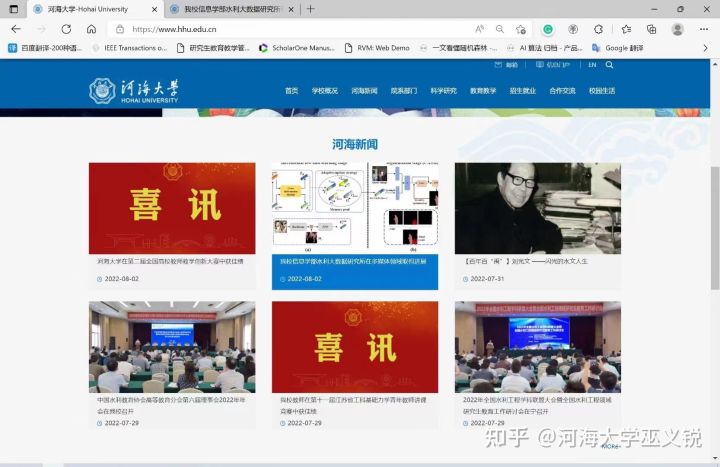 河海大学-Hohai University
我校信息学部水利大数据研究所
https://www.hhu.edu.cn
百度翻译-200种语...
IEEE Transactions o...
研究生教育教学管...
ScholarOne Manus...
RVM: Web Demo
一文看懂随机森林-...
AI 算法 归档 - 产品...
Google 翻译
邮箱
信息门户
EN
河海大学
HOHAI UNIVERSITY
首页 学校概况 河海新闻 院系部门 科学研究 教育教学 招生就业 合作交流 校园生活
河海新闻
喜 讯
Adaptive sampling strategy
Memory pool
(a)
(b)
河海大学在第二届全国高校教师教学创新大赛中获佳绩
2022-08-02
我校信息学部水利大数据研究所在多媒体领域取得进展
2022-08-02
【百年百“视”】刘光文 ——闪光的水文人生
2022-07-31
喜 讯
中国水利教育协会高等教育分会第六届理事会2022年年
会在我校召开
2022-07-29
我校教师在第十一届江苏省工科基础力学青年教师讲课
竞赛中获佳绩
2022-07-29
2022年全国水利工程学科联盟大会暨全国水利工程领域
研究生教育工作研讨会在宁召开
2022-07-29
MORE
知乎 @河海大学巫义锐